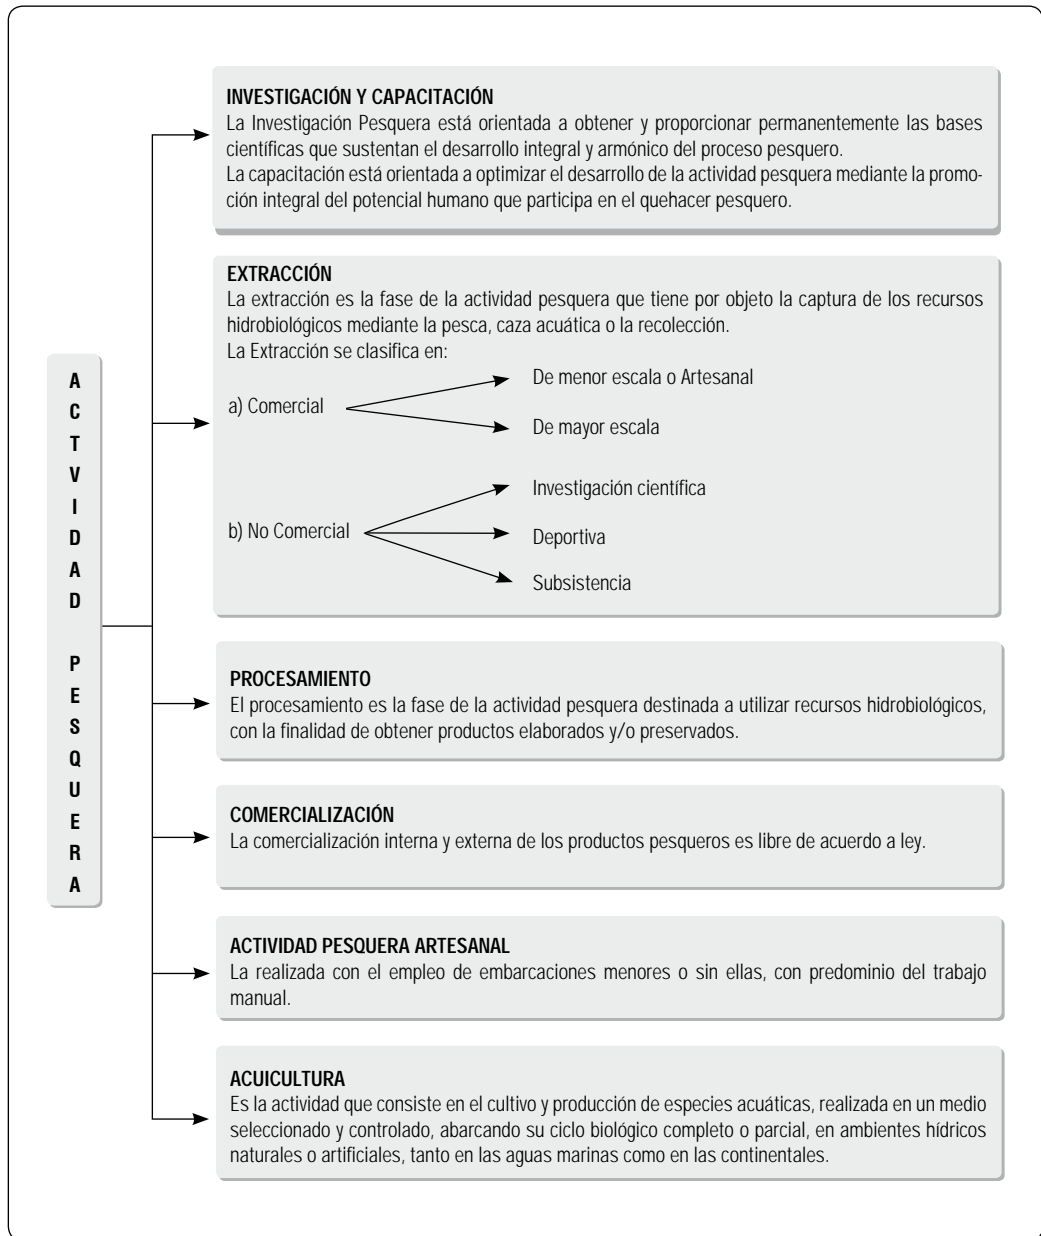 ACTVIDAD PESQUERA
INVESTIGACIÓN Y CAPACITACIÓN
La Investigación Pesquera está orientada a obtener y proporcionar permanentemente las bases
científicas que sustentan el desarrollo integral y armónico del proceso pesquero.
La capacitación está orientada a optimizar el desarrollo de la actividad pesquera mediante la promo-
ción integral del potencial humano que participa en el quehacer pesquero.
EXTRACCIÓN
La extracción es la fase de la actividad pesquera que tiene por objeto la captura de los recursos
hidrobiológicos mediante la pesca, caza acuática o la recolección.
La Extracción se clasifica en:
a) Comercial
De menor escala o Artesanal
De mayor escala
b) No Comercial
Investigación científica
Deportiva
Subsistencia
PROCESAMIENTO
El procesamiento es la fase de la actividad pesquera destinada a utilizar recursos hidrobiológicos,
con la finalidad de obtener productos elaborados y/o preservados.
COMERCIALIZACIÓN
La comercialización interna y externa de los productos pesqueros es libre de acuerdo a ley.
ACTIVIDAD PESQUERA ARTESANAL
La realizada con el empleo de embarcaciones menores o sin ellas, con predominio del trabajo
manual.
ACUICULTURA
Es la actividad que consiste en el cultivo y producción de especies acuáticas, realizada en un medio
seleccionado y controlado, abarcando su ciclo biológico completo o parcial, en ambientes hídricos
naturales o artificiales, tanto en las aguas marinas como en las continentales.